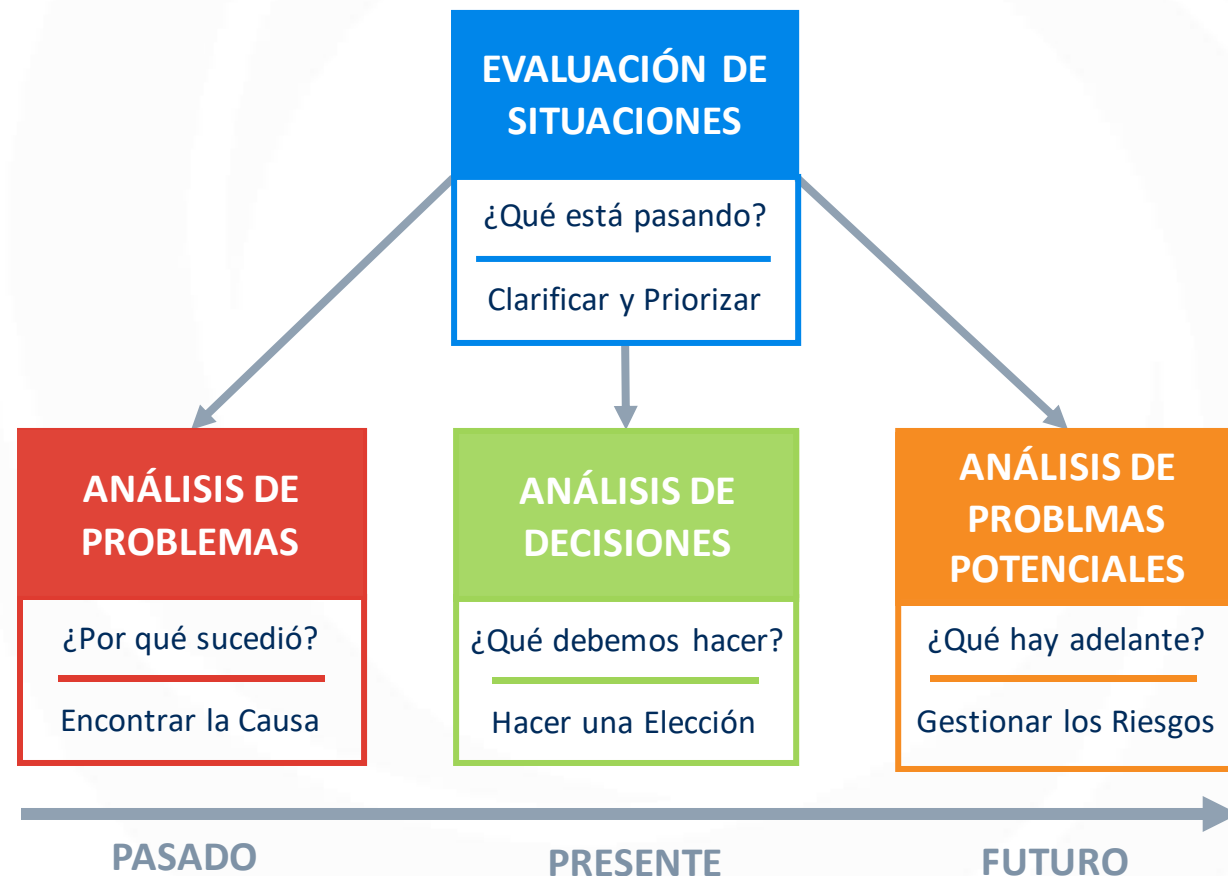 EVALUACIÓN DE
SITUACIONES
¿Qué está pasando?
Clarificar y Priorizar
ANÁLISIS DE
PROBLEMAS
¿Por qué sucedió?
Encontrar la Causa
ANÁLISIS DE
DECISIONES
¿Qué debemos hacer?
Hacer una Elección
ANÁLISIS DE
PROBLMAS
POTENCIALES
¿Qué hay adelante?
Gestionar los Riesgos
PASADO
PRESENTE
FUTURO